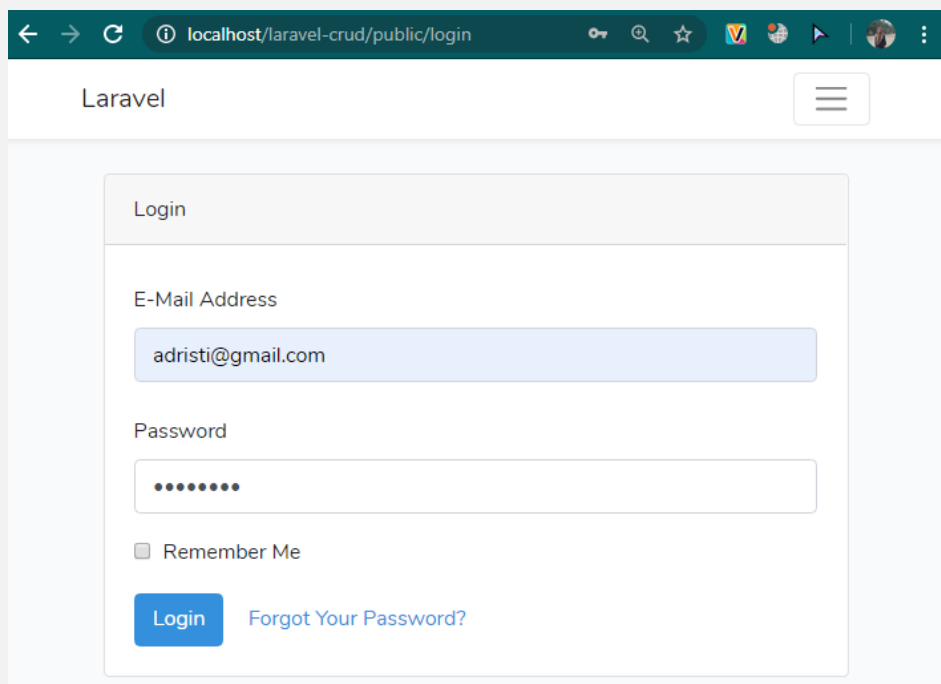 localhost/laravel-crud/public/login
Laravel
Login
E-Mail Address
adristi@gmail.com
Password
••••••••
Remember Me
Login Forgot Your Password?